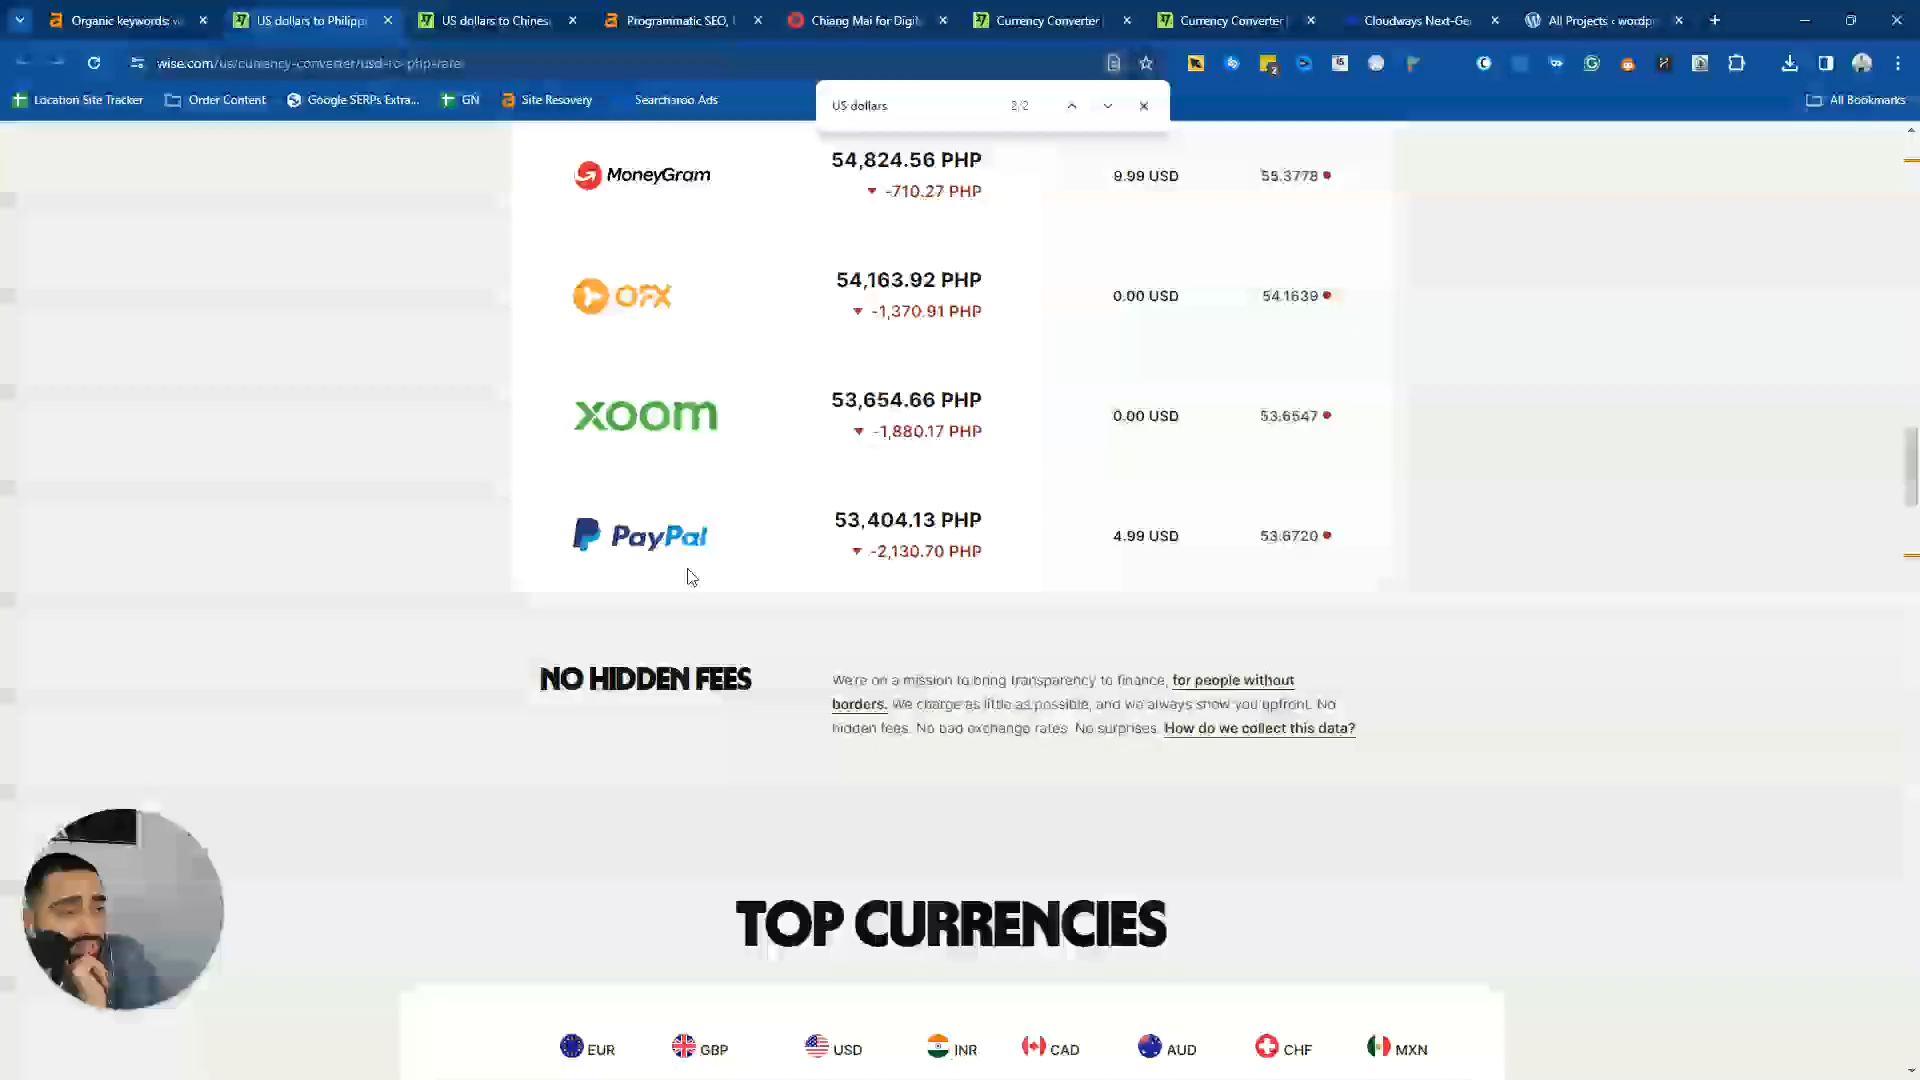 Organic keywords: w
US dollars to Philipp
US dollars to Chines
Programmatic SEO,
Chiang Mai for Digit
Currency Converter
Currency Converter
Cloudways Next-Ge
All Projects ‹ wordp
wise.com/us/currency-converter/usd-to-php-rate
Location Site Tracker
Order Content
Google SERPs Extra...
GN
Site Recovery
Searcharoo Ads
All Bookmarks
US dollars
2/2
MoneyGram
54,824.56 PHP
-710.27 PHP
9.99 USD
55.3778
OFX
54,163.92 PHP
-1,370.91 PHP
0.00 USD
54.1639
xoom
53,654.66 PHP
-1,880.17 PHP
0.00 USD
53.6547
PayPal
53,404.13 PHP
-2,130.70 PHP
4.99 USD
53.6720
NO HIDDEN FEES
We're on a mission to bring transparency to finance, for people without
borders. We charge as little as possible, and we always show you upfront. No
hidden fees. No bad exchange rates. No surprises. How do we collect this data?
TOP CURRENCIES
EUR
GBP
USD
INR
CAD
AUD
CHF
MXN